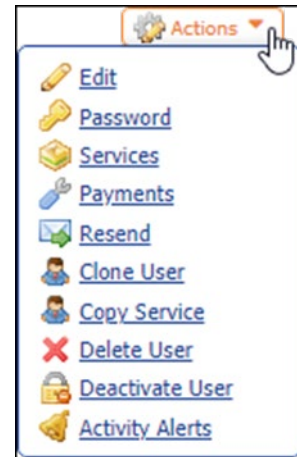 Actions
Edit
Password
Services
Payments
Resend
Clone User
Copy Service
Delete User
Deactivate User
Activity Alerts